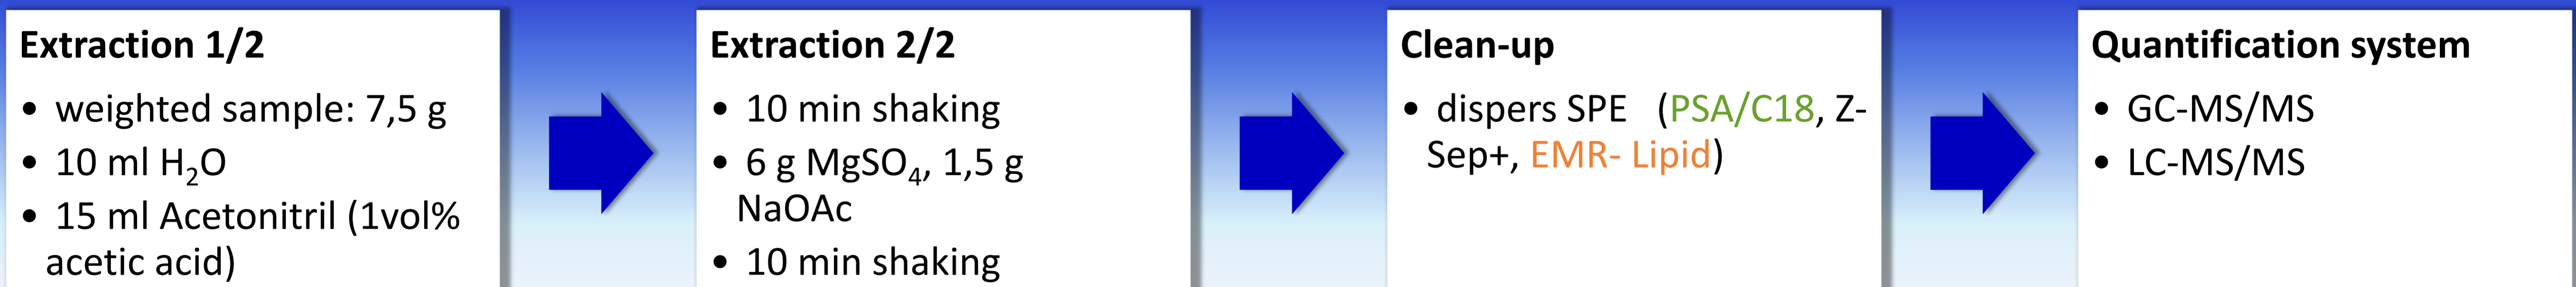 Extraction 1/2
• weighted sample: 7,5 g
• 10 ml H₂O
• 15 ml Acetonitril (1vol%
acetic acid)
Extraction 2/2
• 10 min shaking
• 6 g MgSO₄, 1,5 g
NaOAc
• 10 min shaking
Clean-up
• dispers SPE (PSA/C18, Z-
Sep+, EMR- Lipid)
Quantification system
• GC-MS/MS
• LC-MS/MS